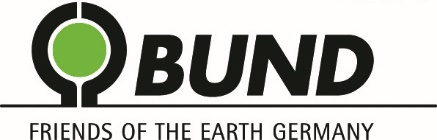 BUND
FRIENDS OF THE EARTH GERMANY